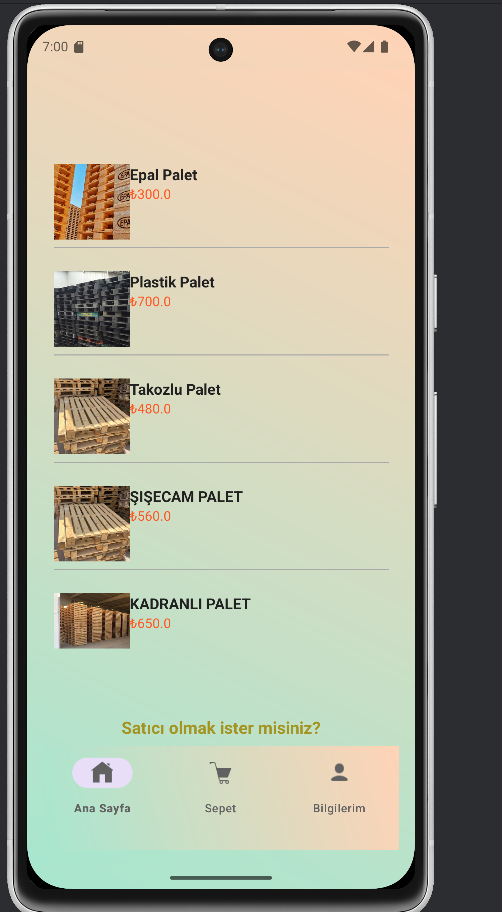 7:00
Epal Palet
₺300.0
Plastik Palet
₺700.0
Takozlu Palet
₺480.0
ŞIŞECAM PALET
₺560.0
KADRANLI PALET
₺650.0
Satıcı olmak ister misiniz?
Ana Sayfa
Sepet
Bilgilerim